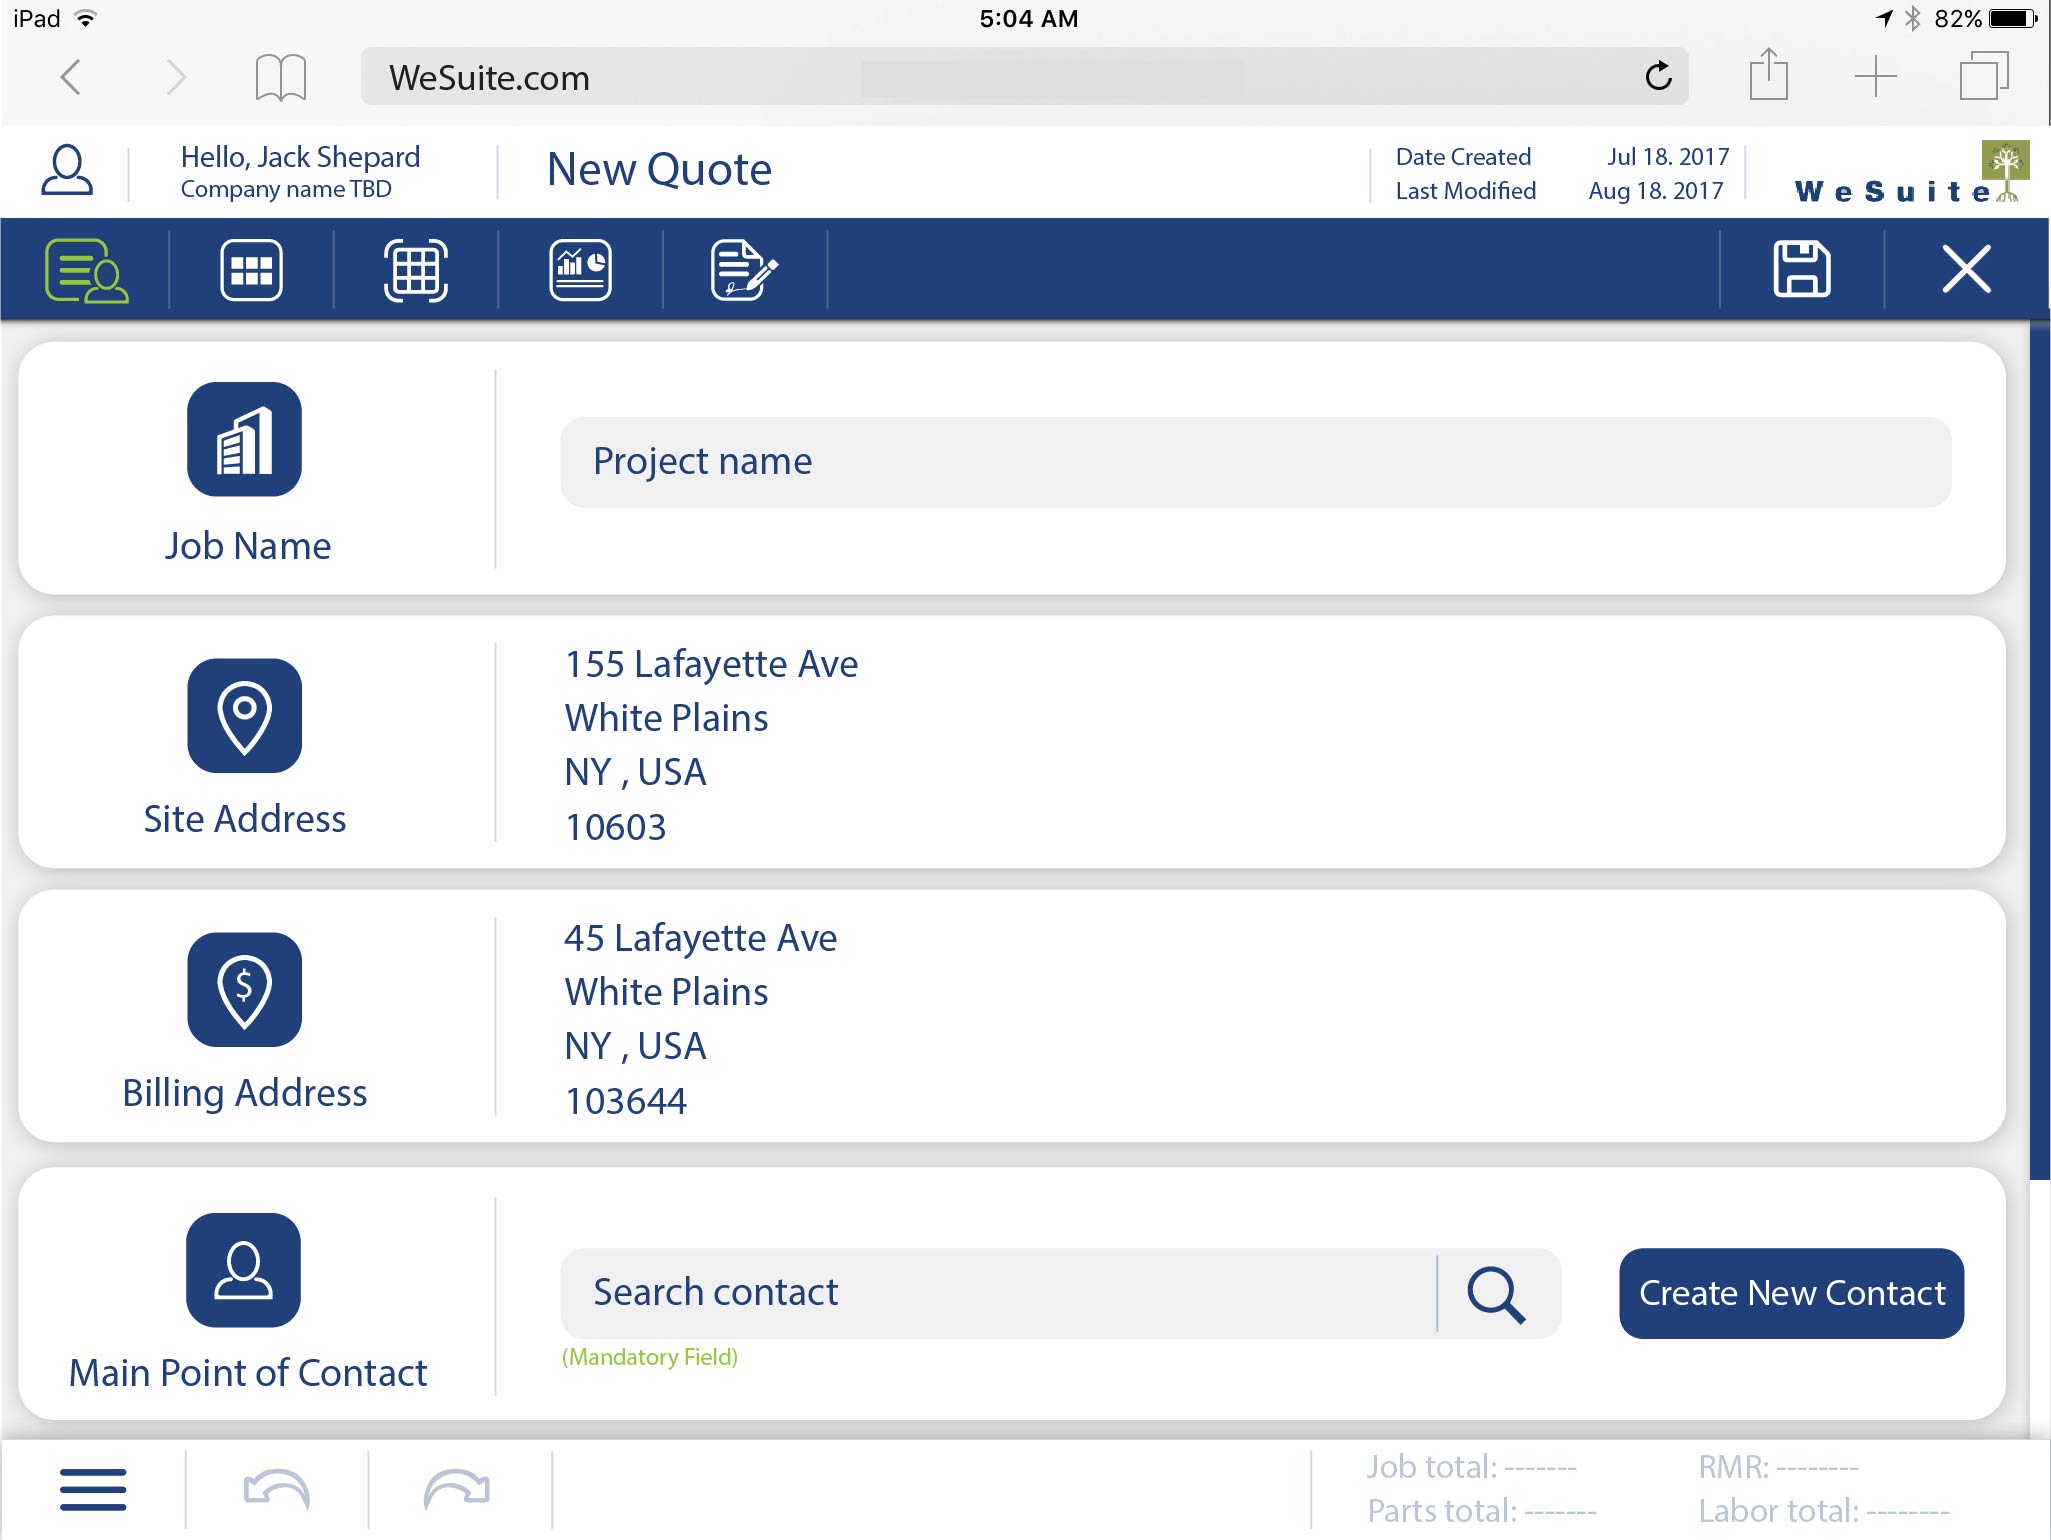 iPad
5:04 AM
82%
WeSuite.com
Hello, Jack Shepard
Company name TBD
New Quote
Date Created Jul 18. 2017
Last Modified Aug 18. 2017
WeSuite
Project name
Job Name
155 Lafayette Ave
White Plains
NY , USA
10603
Site Address
45 Lafayette Ave
White Plains
NY , USA
103644
$
Billing Address
Search contact
Create New Contact
(Mandatory Field)
Main Point of Contact
Job total: -------
RMR: --------
Parts total: -------
Labor total: --------